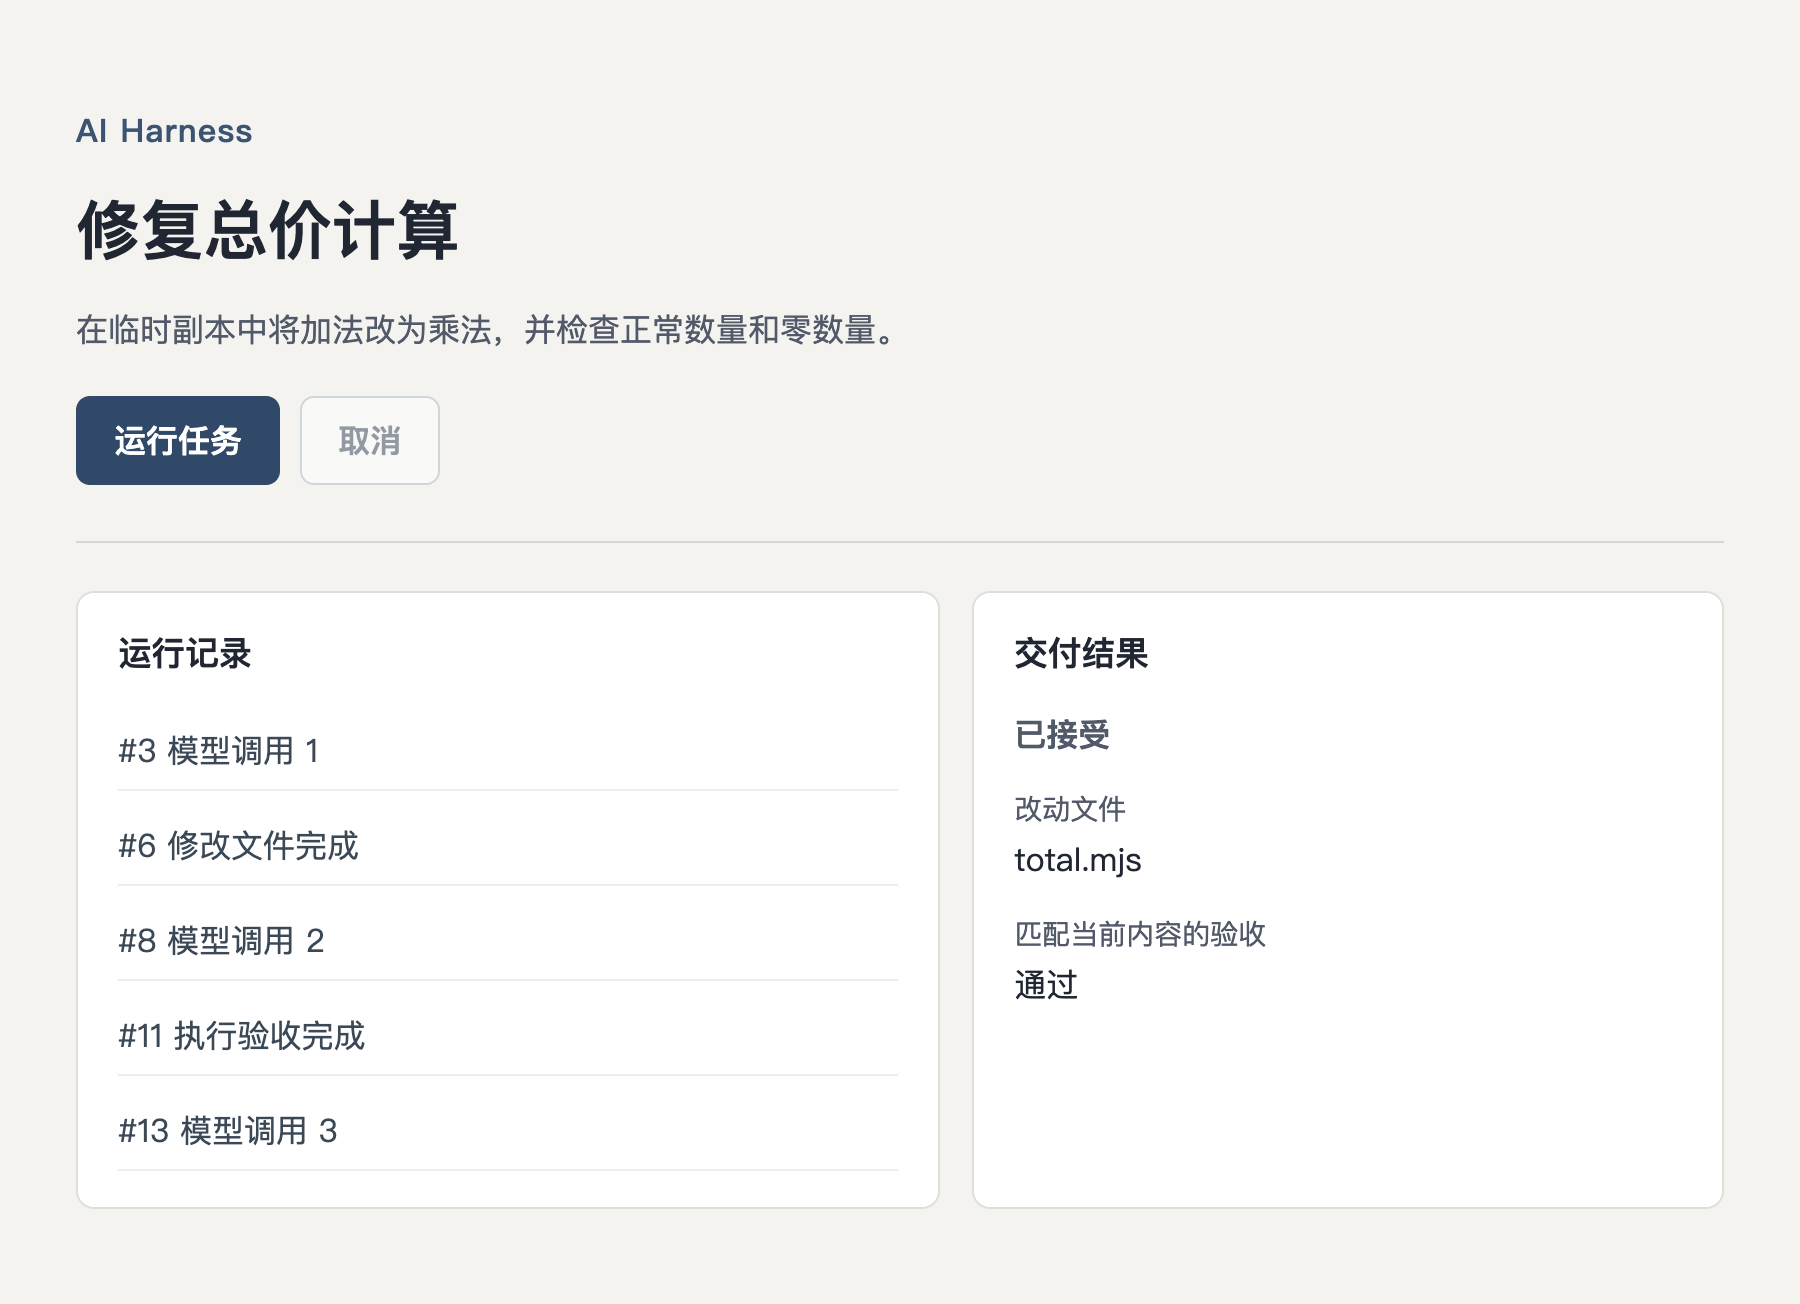 AI Harness
修复总价计算
在临时副本中将加法改为乘法，并检查正常数量和零数量。
运行任务
取消
运行记录
#3 模型调用 1
#6 修改文件完成
#8 模型调用 2
#11 执行验收完成
#13 模型调用 3
交付结果
已接受
改动文件
total.mjs
匹配当前内容的验收
通过